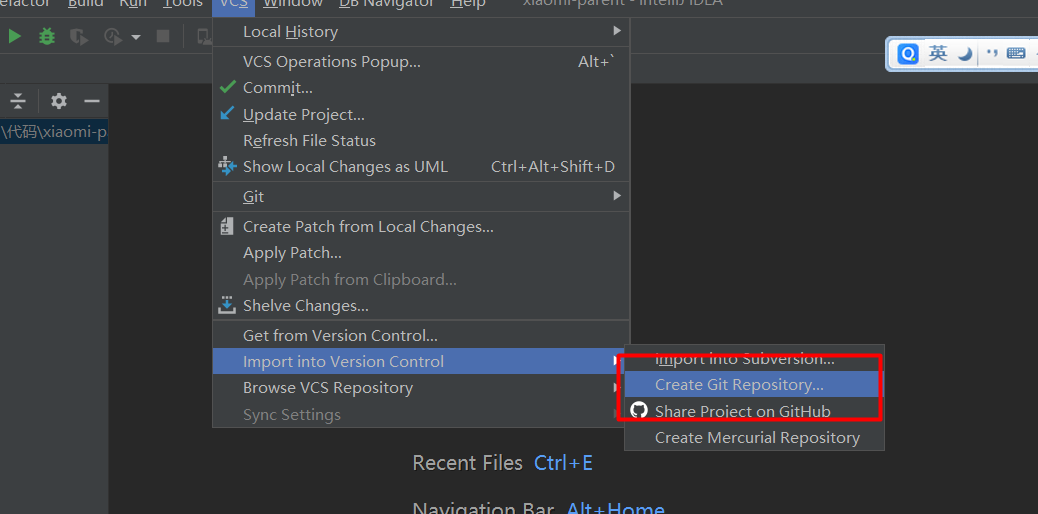 efactor Build Run Tools VCS Window DB Navigator Help xiaomi-parent - IntelliJ IDEA
Local History
VCS Operations Popup... Alt+`
Commit...
Update Project...
Refresh File Status
Show Local Changes as UML Ctrl+Alt+Shift+D
Git
Create Patch from Local Changes...
Apply Patch...
Apply Patch from Clipboard...
Shelve Changes...
Get from Version Control...
Import into Version Control
Browse VCS Repository
Sync Settings
Import into Subversion...
Create Git Repository...
Share Project on GitHub
Create Mercurial Repository
英
\代码\xiaomi-pa
Recent Files Ctrl+E
Navigation Bar Alt+Home